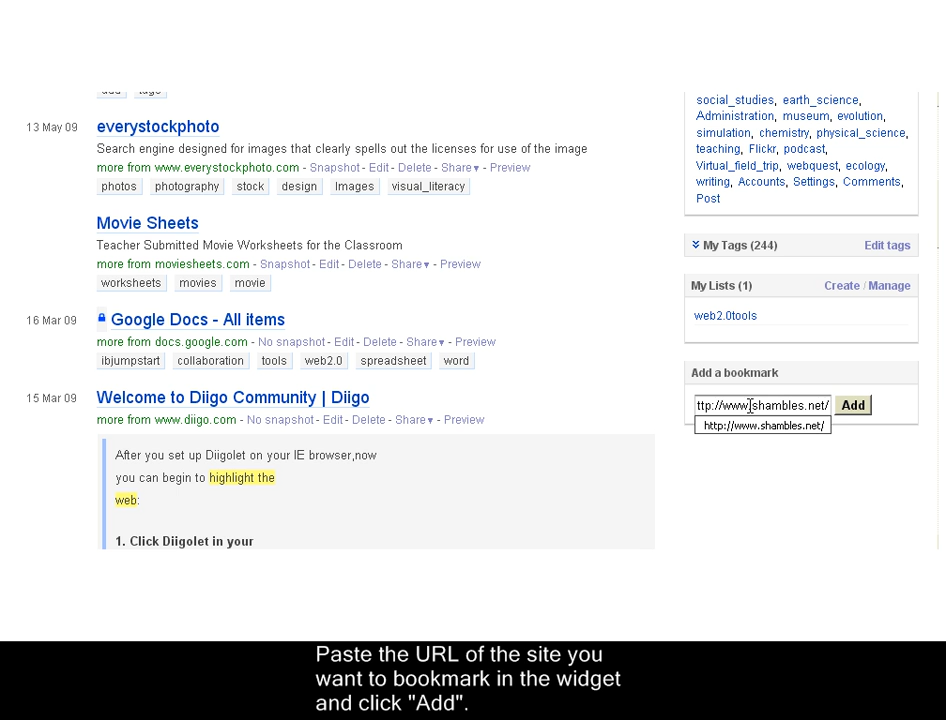 add tags
13 May 09 everystockphoto
Search engine designed for images that clearly spells out the licenses for use of the image
more from www.everystockphoto.com - Snapshot - Edit - Delete - Share▾ - Preview
photos photography stock design Images visual_literacy
Movie Sheets
Teacher Submitted Movie Worksheets for the Classroom
more from moviesheets.com - Snapshot - Edit - Delete - Share▾ - Preview
worksheets movies movie
16 Mar 09 Google Docs - All items
more from docs.google.com - No snapshot - Edit - Delete - Share▾ - Preview
ibjumpstart collaboration tools web2.0 spreadsheet word
15 Mar 09 Welcome to Diigo Community | Diigo
more from www.diigo.com - No snapshot - Edit - Delete - Share▾ - Preview
After you set up Diigolet on your IE browser,now
you can begin to highlight the
web:
1. Click Diigolet in your
social_studies, earth_science,
Administration, museum, evolution,
simulation, chemistry, physical_science,
teaching, Flickr, podcast,
Virtual_field_trip, webquest, ecology,
writing, Accounts, Settings, Comments,
Post
My Tags (244) Edit tags
My Lists (1) Create / Manage
web2.0tools
Add a bookmark
ttp://www.shambles.net/ Add
http://www.shambles.net/
Paste the URL of the site you
want to bookmark in the widget
and click "Add".